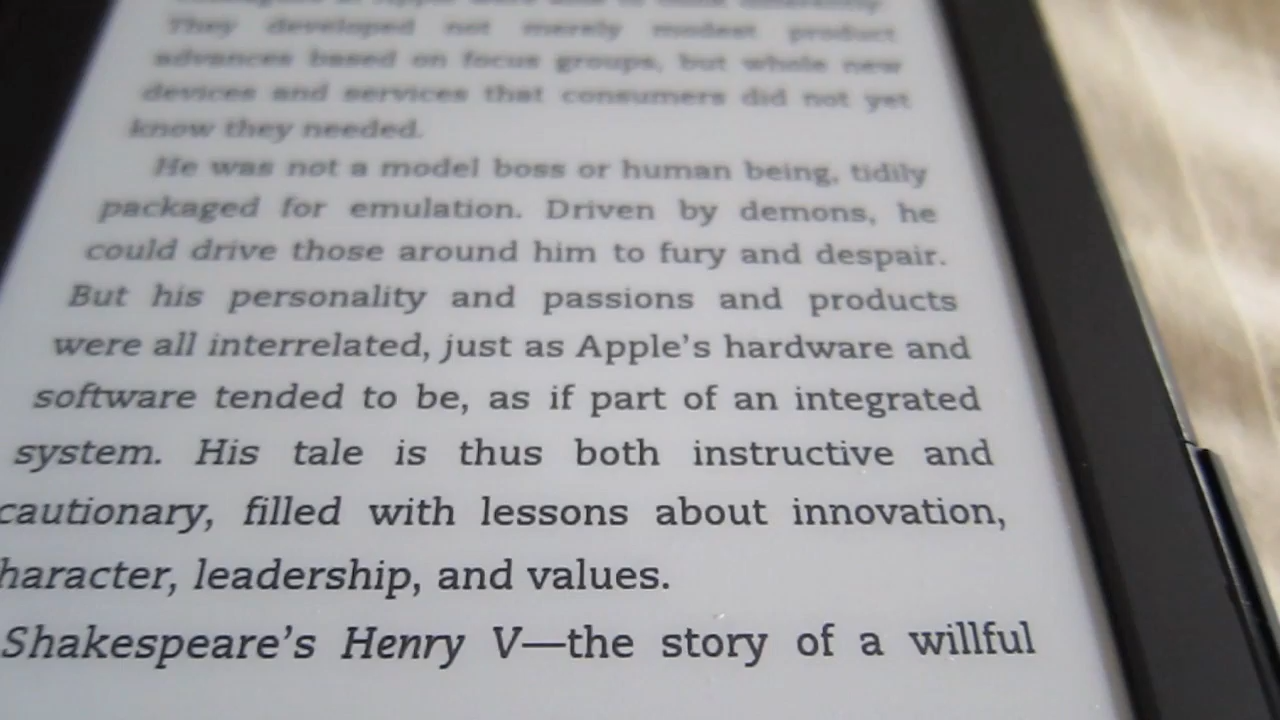 They developed not merely modest product
advances based on focus groups, but whole new
devices and services that consumers did not yet
know they needed.
He was not a model boss or human being, tidily
packaged for emulation. Driven by demons, he
could drive those around him to fury and despair.
But his personality and passions and products
were all interrelated, just as Apple’s hardware and
software tended to be, as if part of an integrated
system. His tale is thus both instructive and
cautionary, filled with lessons about innovation,
haracter, leadership, and values.
Shakespeare’s Henry V—the story of a willful